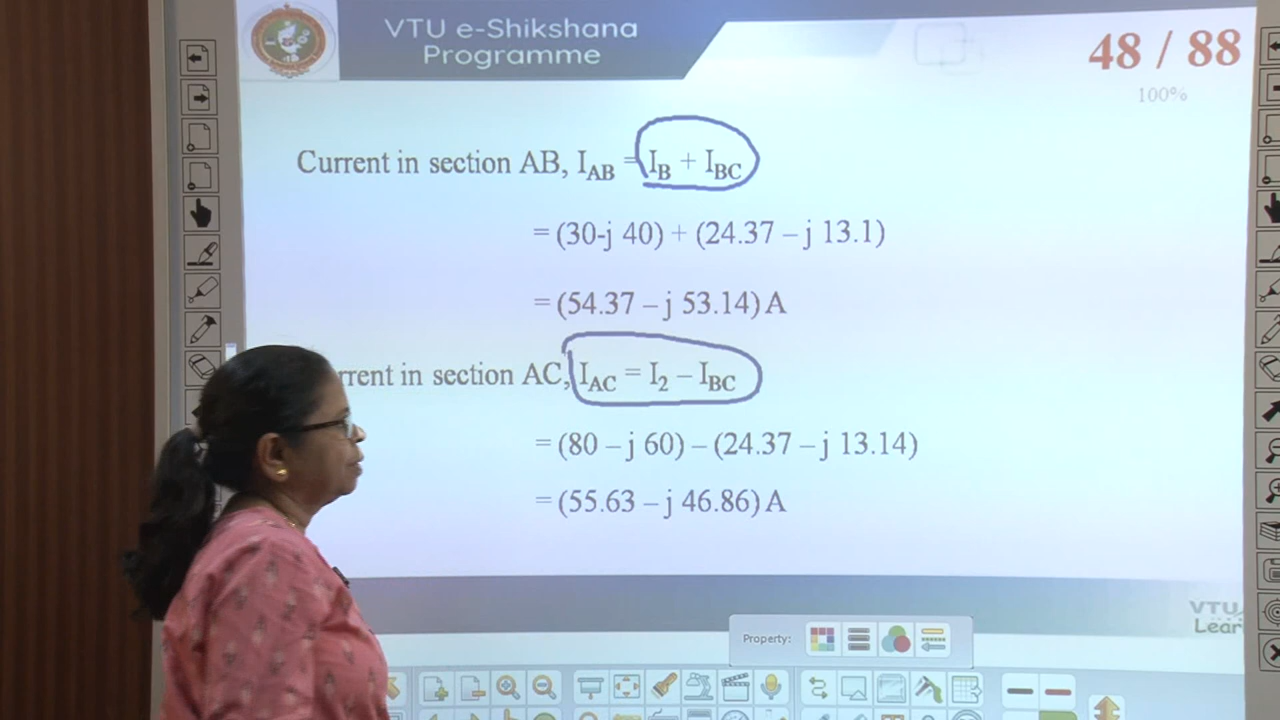 VTU e-Shikshana
Programme
48 / 88
100%
Current in section AB, I_AB = I_B + I_BC
= (30-j 40) + (24.37 – j 13.1)
= (54.37 – j 53.14) A
rrent in section AC, I_AC = I_2 – I_BC
= (80 – j 60) – (24.37 – j 13.14)
= (55.63 – j 46.86) A
VTU
Lear
Property: